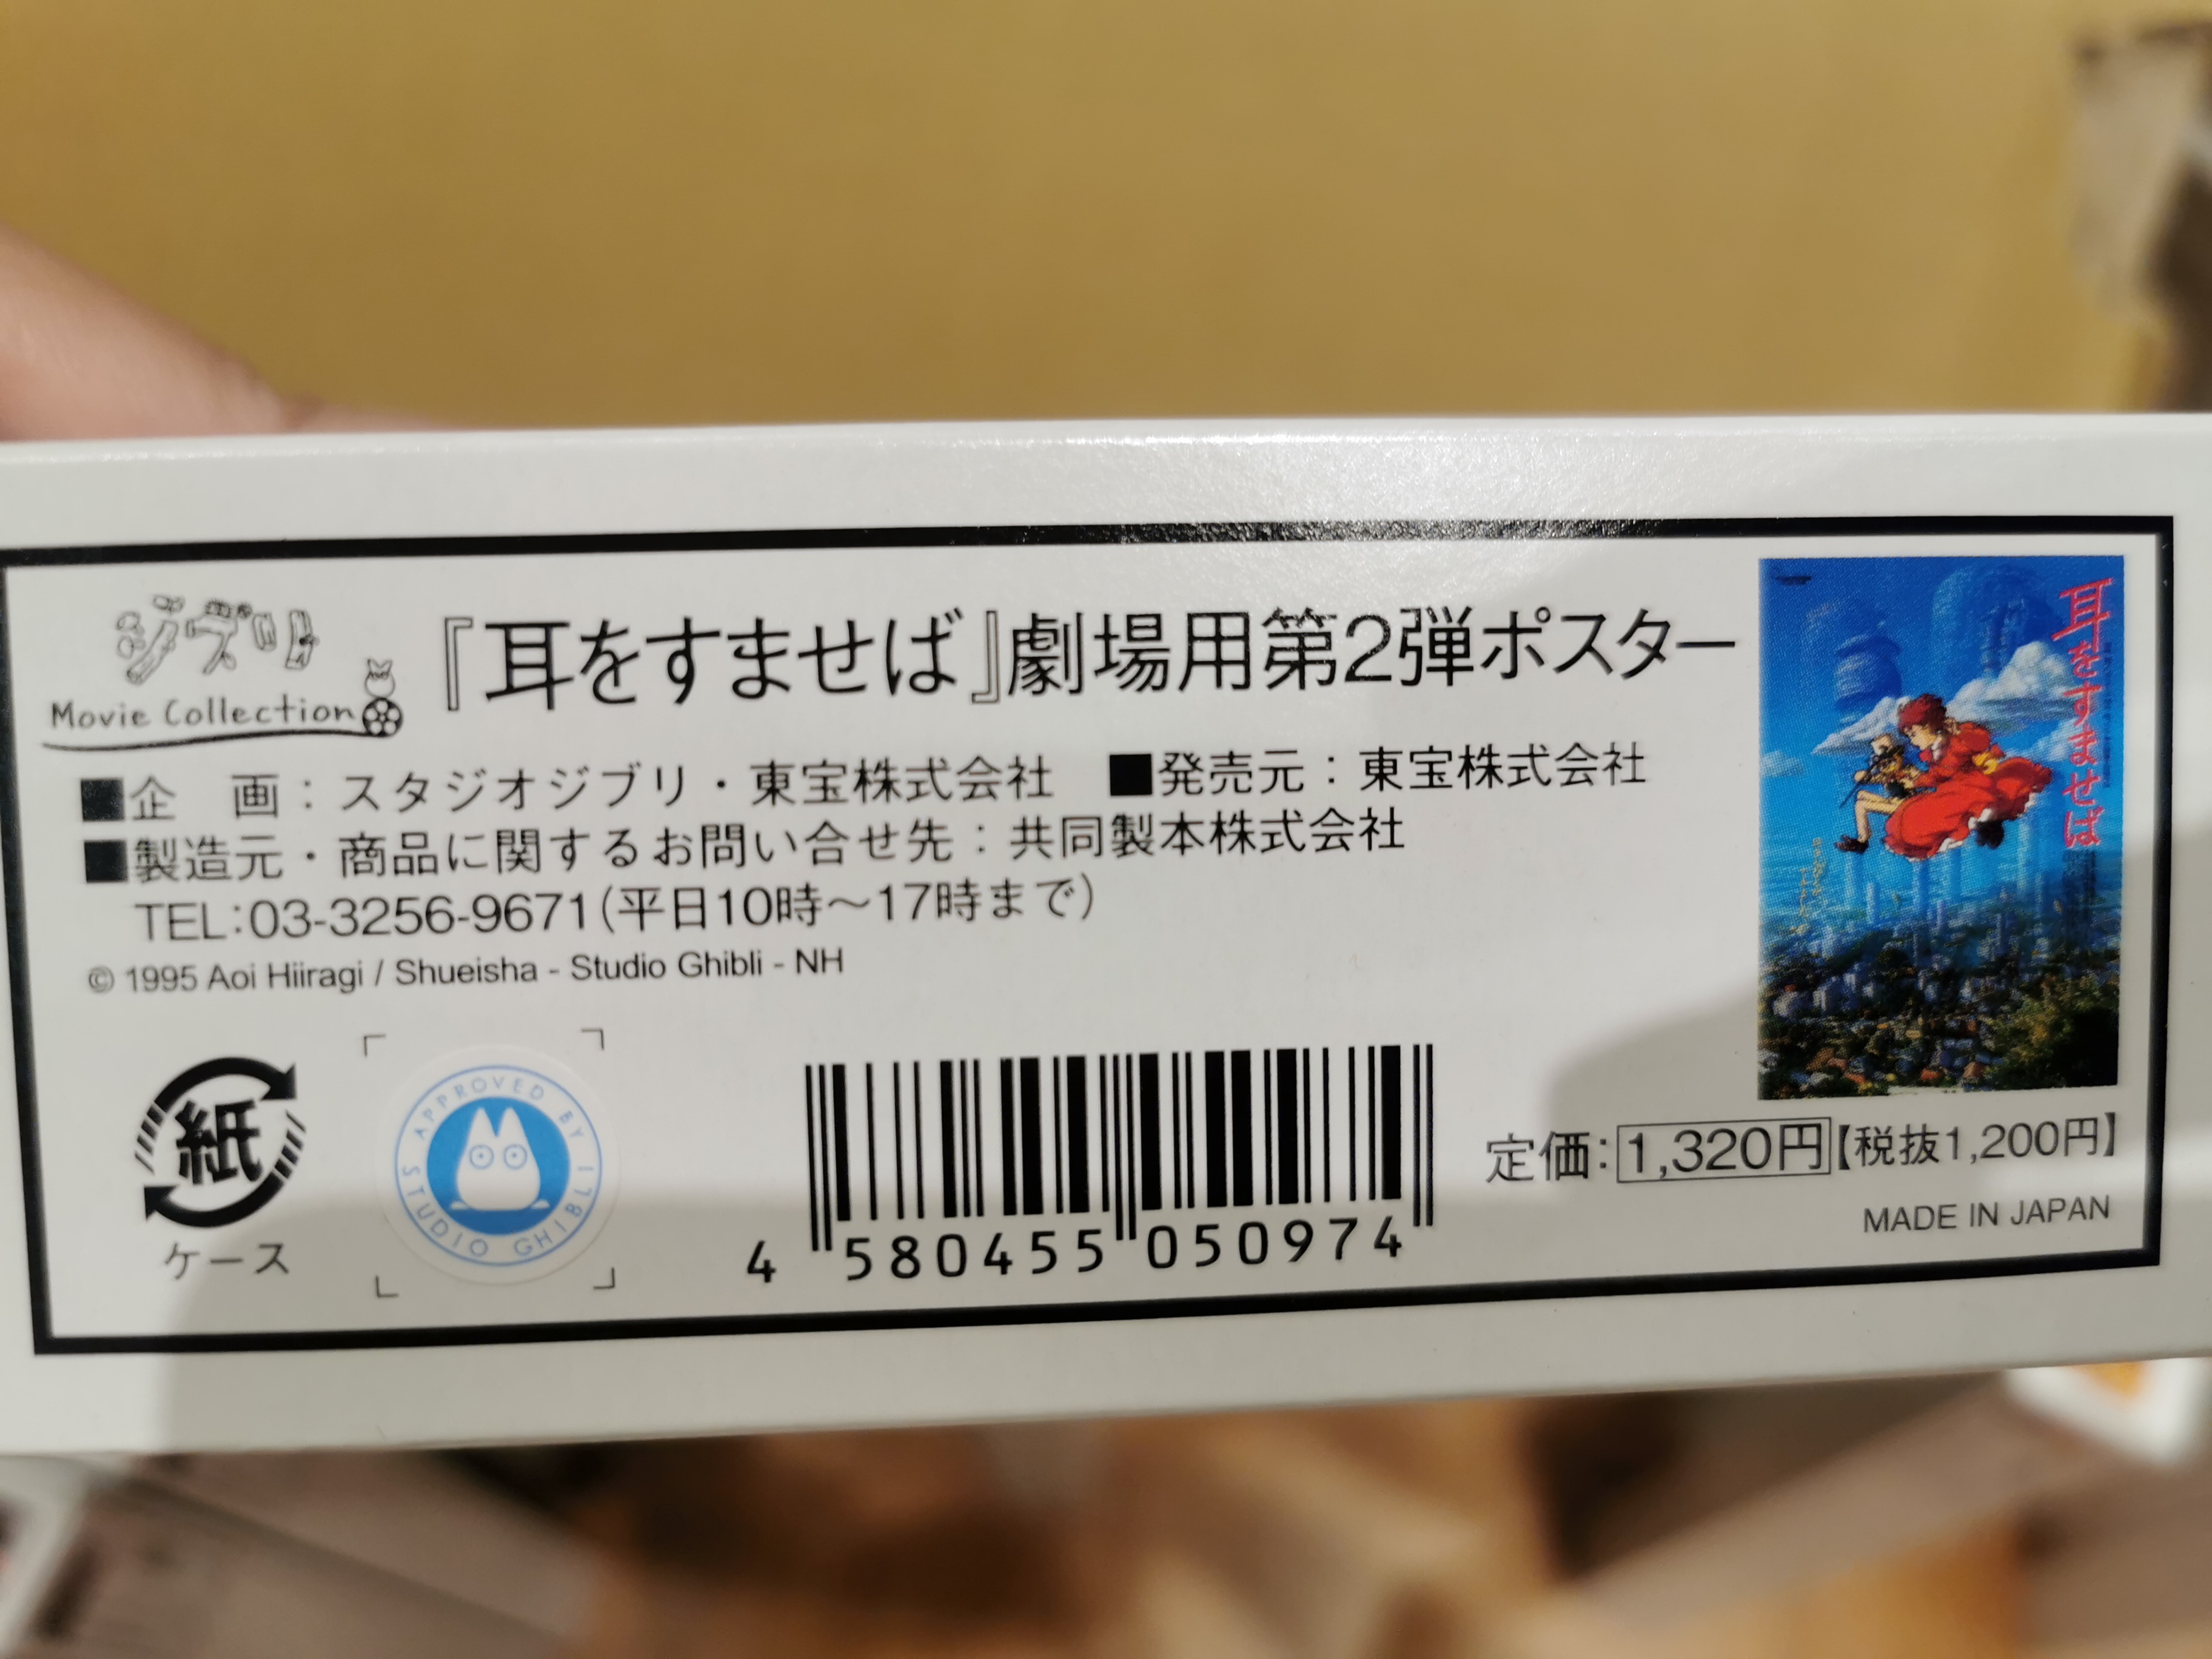 ジブリ
Movie Collection
『耳をすませば』劇場用第2弾ポスター
■企　画：スタジオジブリ・東宝株式会社　■発売元：東宝株式会社
■製造元・商品に関するお問い合せ先：共同製本株式会社
TEL:03-3256-9671(平日10時～17時まで)
© 1995 Aoi Hiiragi / Shueisha - Studio Ghibli - NH
耳をすませば
紙
ケース
APPROVED BY STUDIO GHIBLI
4 580455 050974
定価:1,320円【税抜1,200円】
MADE IN JAPAN